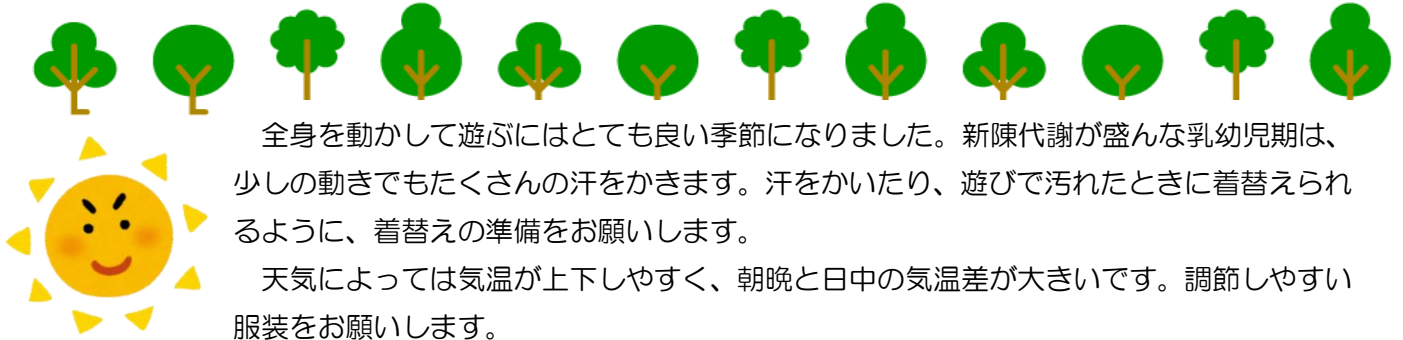 全身を動かして遊ぶにはとても良い季節になりました。新陳代謝が盛んな乳幼児期は、
少しの動きでもたくさんの汗をかきます。汗をかいたり、遊びで汚れたときに着替えられ
るように、着替えの準備をお願いします。
　天気によっては気温が上下しやすく、朝晩と日中の気温差が大きいです。調節しやすい
服装をお願いします。